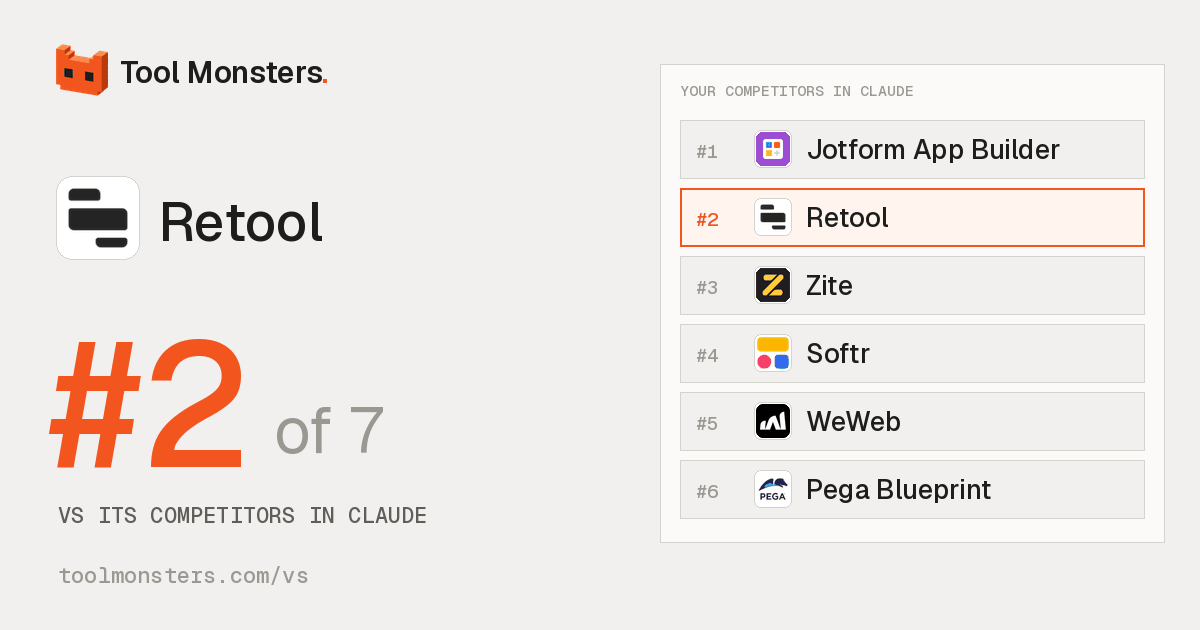 Tool Monsters.
Retool
#2 of 7
VS ITS COMPETITORS IN CLAUDE
toolmonsters.com/vs
YOUR COMPETITORS IN CLAUDE
#1 Jotform App Builder
#2 Retool
#3 Zite
#4 Softr
#5 WeWeb
#6 PEGA Pega Blueprint